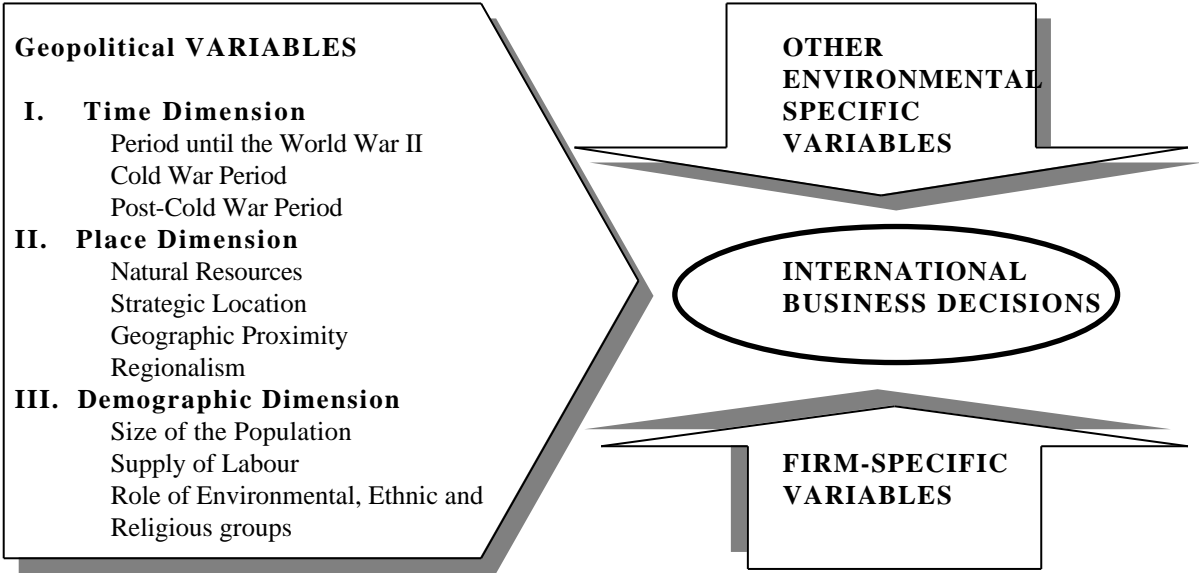 Geopolitical VARIABLES
I. Time Dimension
Period until the World War II
Cold War Period
Post-Cold War Period
II. Place Dimension
Natural Resources
Strategic Location
Geographic Proximity
Regionalism
III. Demographic Dimension
Size of the Population
Supply of Labour
Role of Environmental, Ethnic and
Religious groups
OTHER
ENVIRONMENTAL
SPECIFIC
VARIABLES
INTERNATIONAL
BUSINESS DECISIONS
FIRM-SPECIFIC
VARIABLES